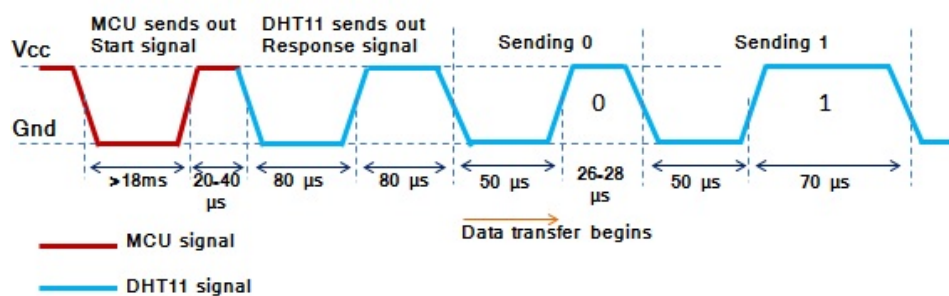 MCU sends out
Start signal
DHT11 sends out
Response signal
Sending 0
Sending 1
Vcc
Gnd
0
1
>18ms
20-40
µs
80 µs
80 µs
50 µs
26-28
µs
50 µs
70 µs
Data transfer begins
MCU signal
DHT11 signal